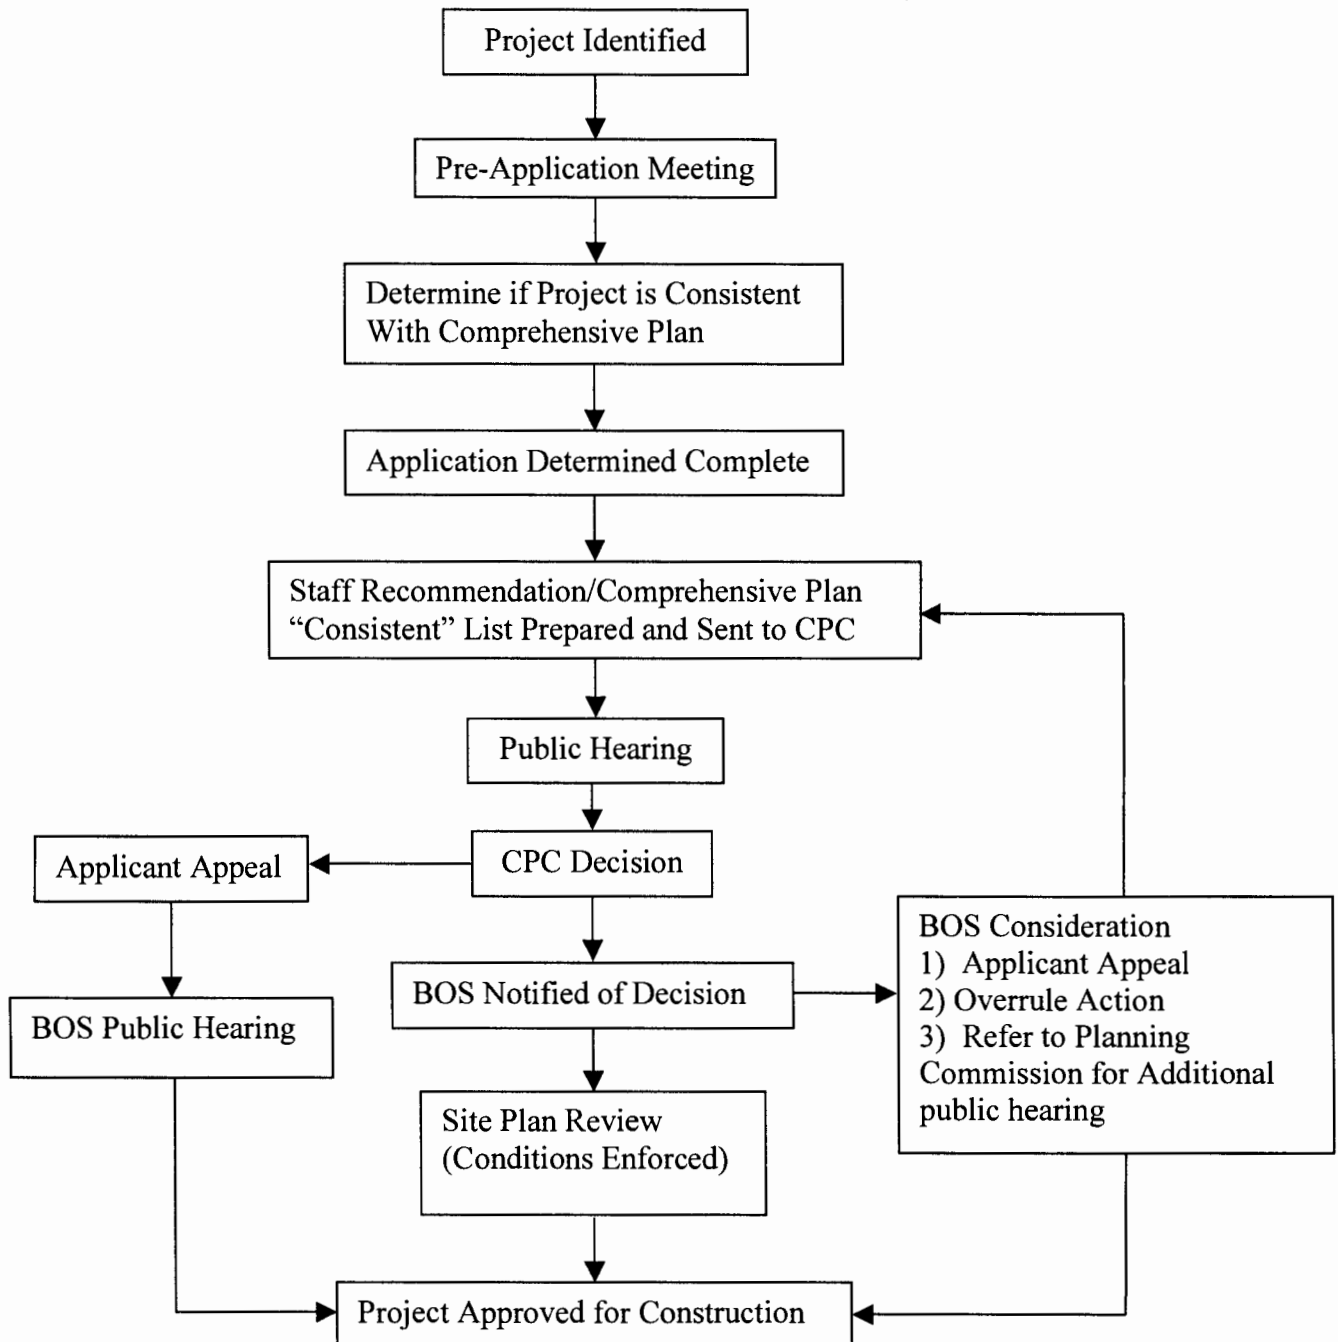 Project Identified
Pre-Application Meeting
Determine if Project is Consistent
With Comprehensive Plan
Application Determined Complete
Staff Recommendation/Comprehensive Plan
“Consistent” List Prepared and Sent to CPC
Public Hearing
CPC Decision
Applicant Appeal
BOS Notified of Decision
BOS Consideration
1) Applicant Appeal
2) Overrule Action
3) Refer to Planning
Commission for Additional
public hearing
BOS Public Hearing
Site Plan Review
(Conditions Enforced)
Project Approved for Construction